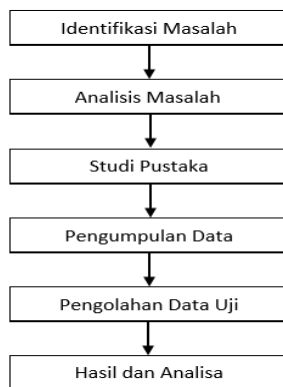 Identifikasi Masalah
Analisis Masalah
Studi Pustaka
Pengumpulan Data
Pengolahan Data Uji
Hasil dan Analisa